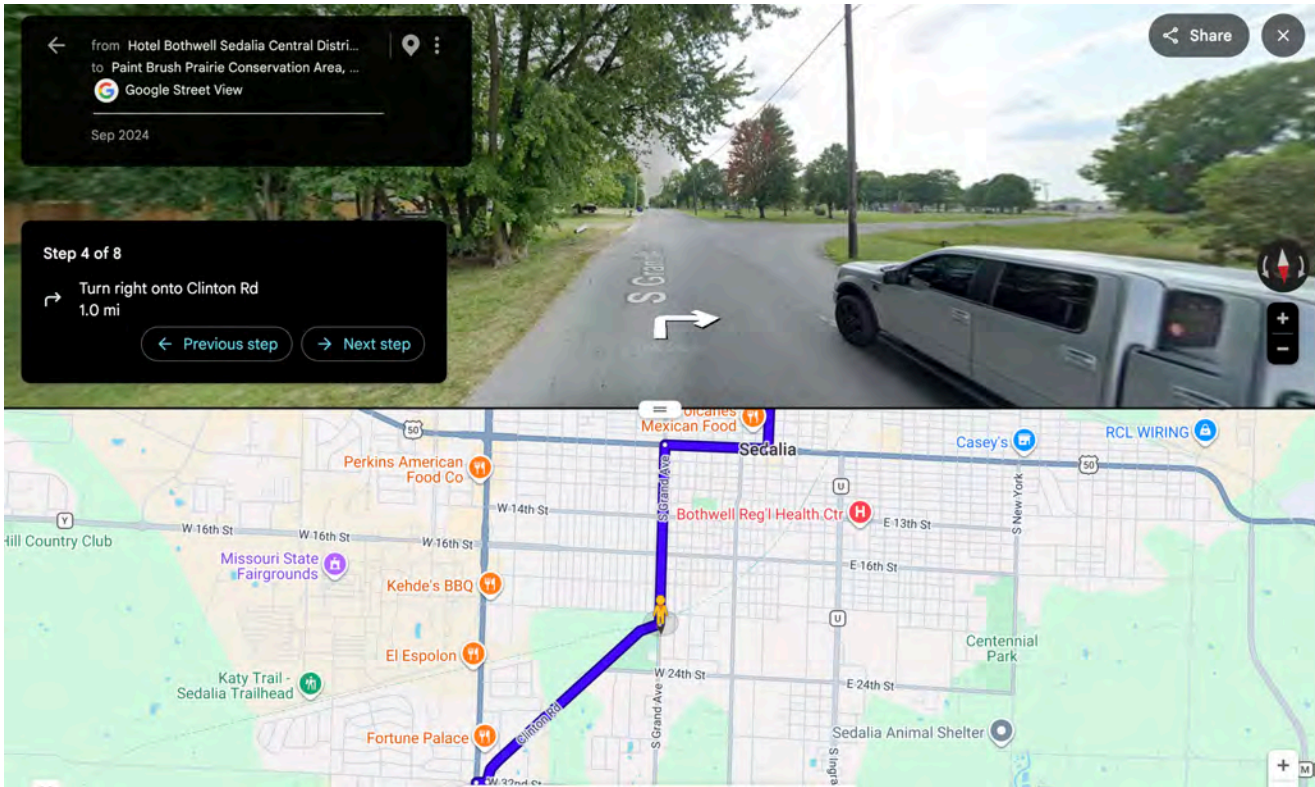 from Hotel Bothwell Sedalia Central Distri...
to Paint Brush Prairie Conservation Area, ...
Google Street View
Sep 2024
Share
Step 4 of 8
Turn right onto Clinton Rd
1.0 mi
Previous step
Next step
S Grand
Mexican Food
50
Sedalia
Casey's
RCL WIRING
Perkins American
Food Co
50
S Grand Ave
U
S New York
Y
W 14th St
Bothwell Reg'l Health Ctr
H
E 13th St
W 16th St
W 16th St
W 16th St
Hill Country Club
Missouri State
Fairgrounds
E 16th St
Kehde's BBQ
U
Centennial
Park
El Espolon
W 24th St
E 24th St
Katy Trail -
Sedalia Trailhead
S Grand Ave
Clinton Rd
Fortune Palace
Sedalia Animal Shelter
S Ingra
W 32nd St
M